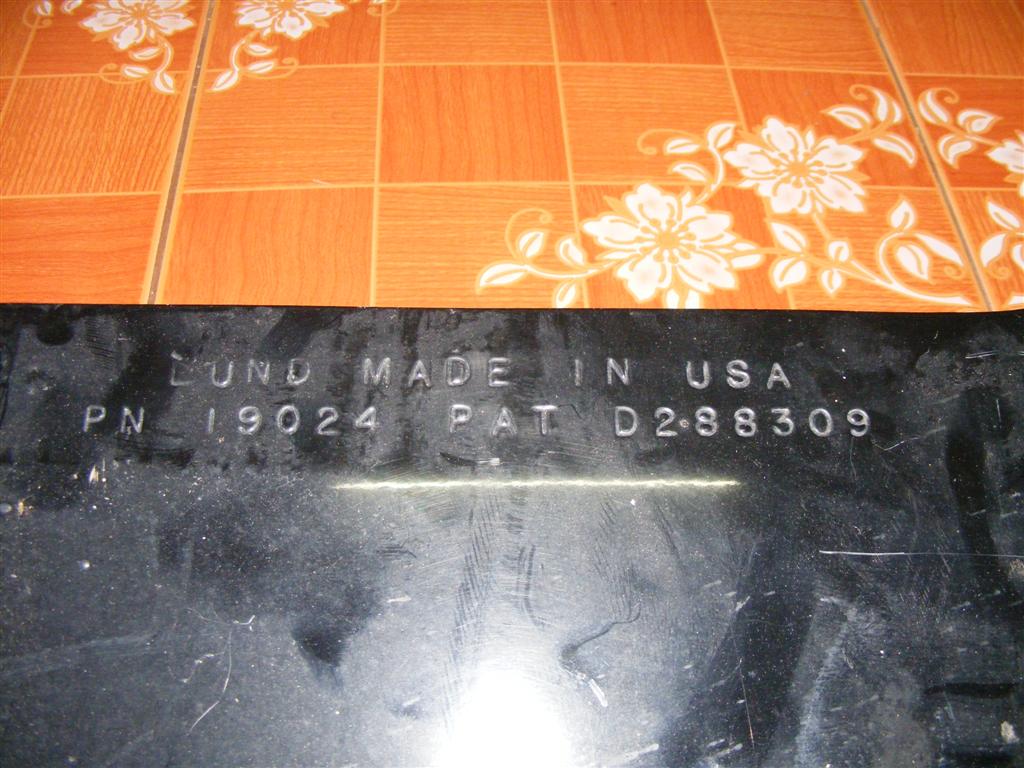 LUND MADE IN USA
PN 19024 PAT D288309